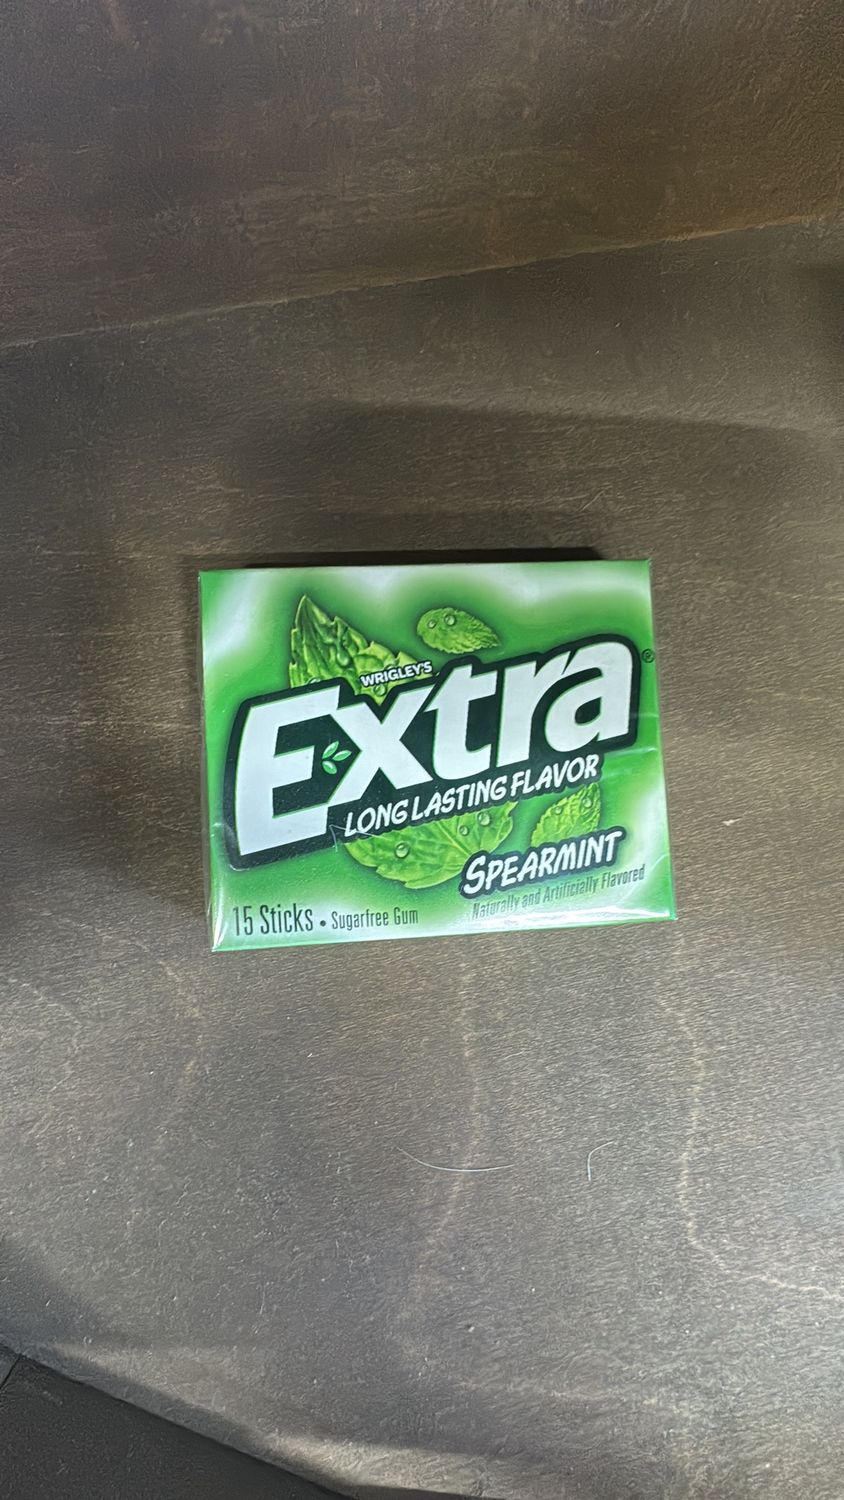 WRIGLEY'S
Extra®
LONG LASTING FLAVOR
SPEARMINT
Naturally and Artificially Flavored
15 Sticks • Sugarfree Gum